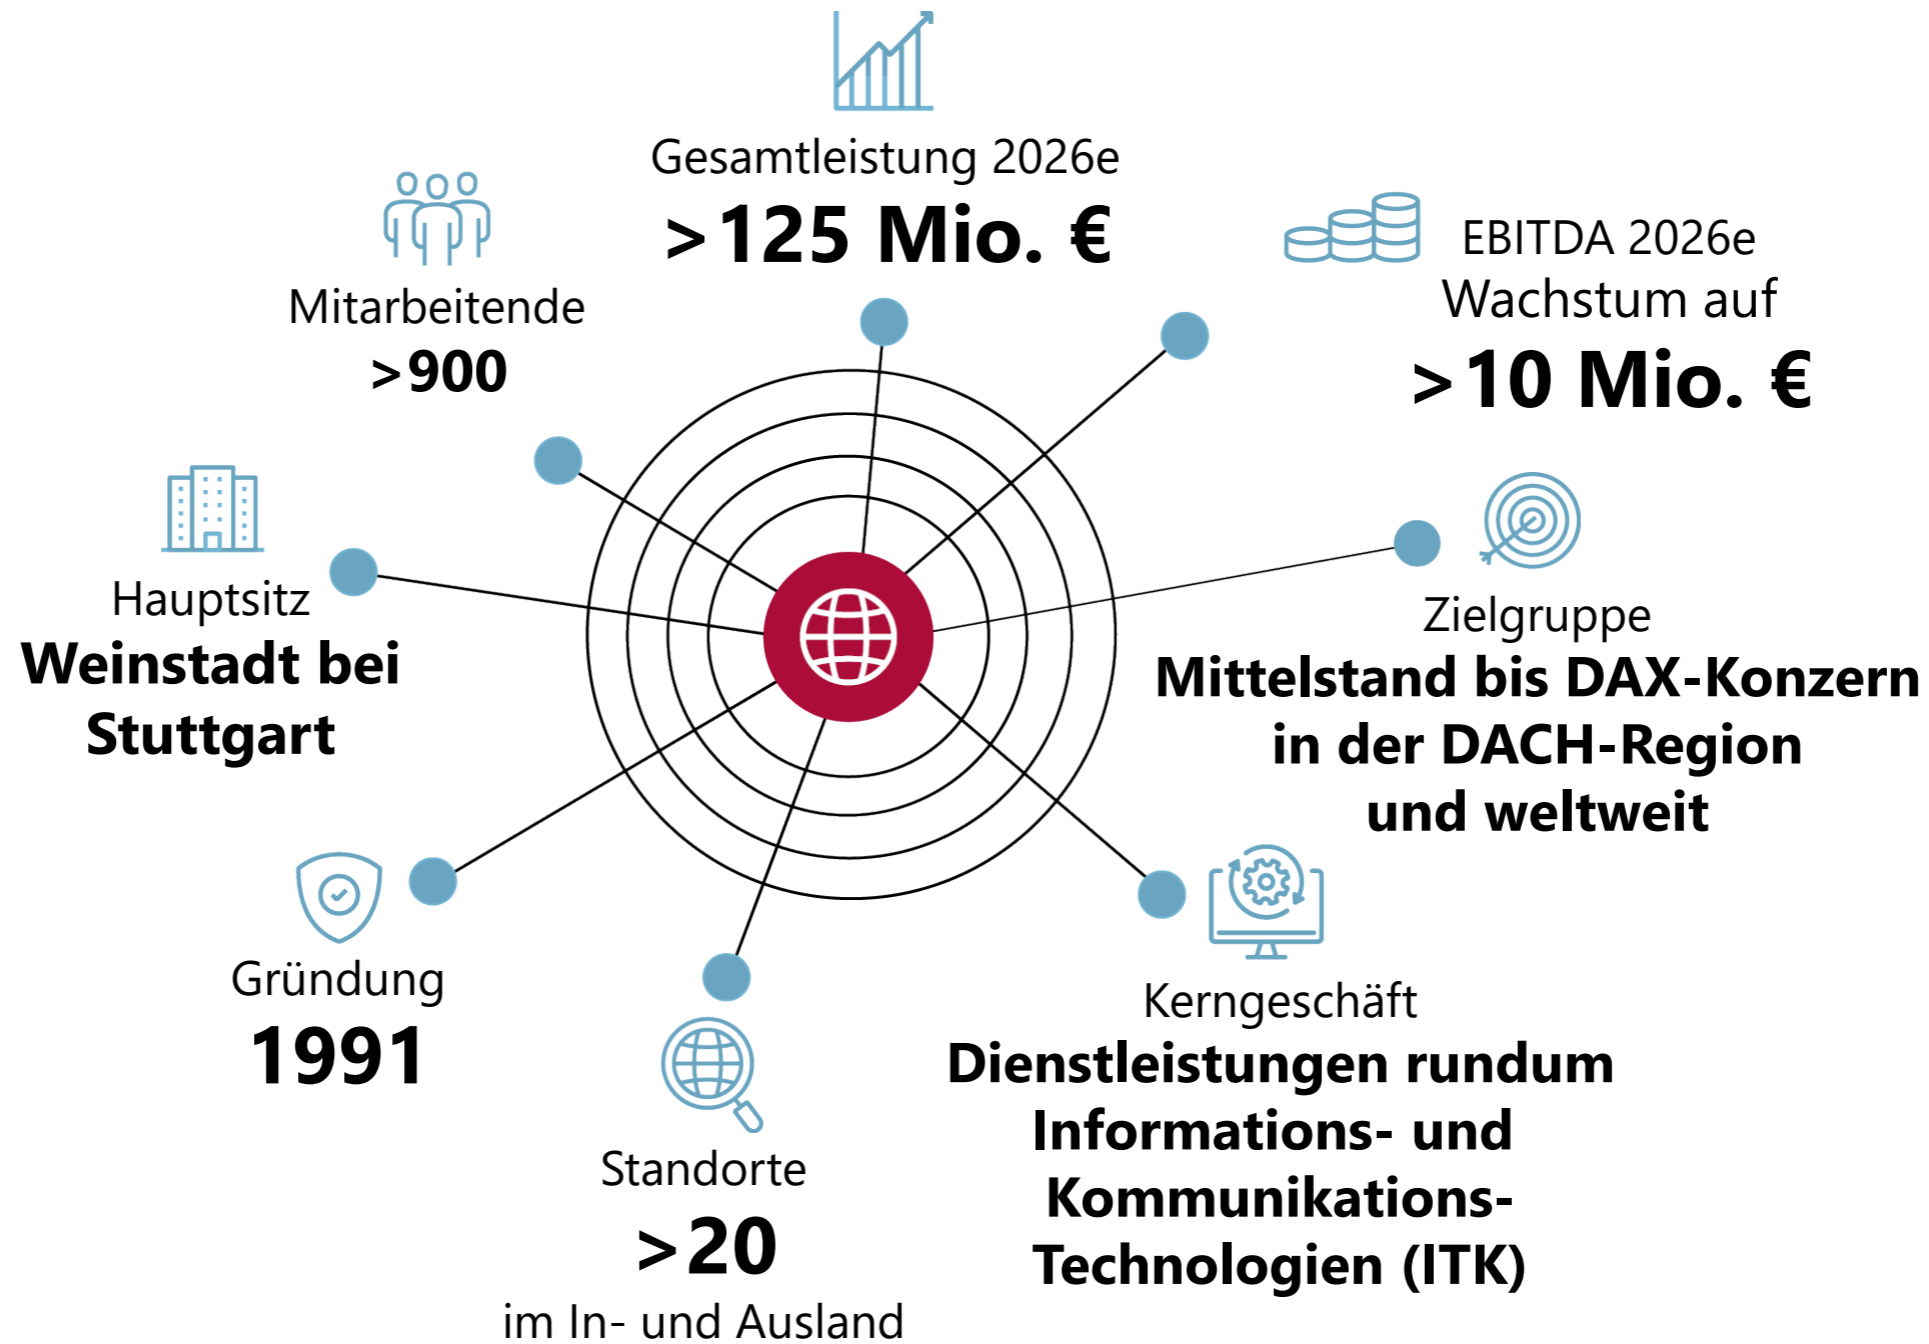 Gesamtleistung 2026e
>125 Mio. €
EBITDA 2026e
Wachstum auf
>10 Mio. €
Mitarbeitende
>900
Hauptsitz
Weinstadt bei
Stuttgart
Zielgruppe
Mittelstand bis DAX-Konzern
in der DACH-Region
und weltweit
Gründung
1991
Standorte
>20
im In- und Ausland
Kerngeschäft
Dienstleistungen rundum
Informations- und
Kommunikations-
Technologien (ITK)